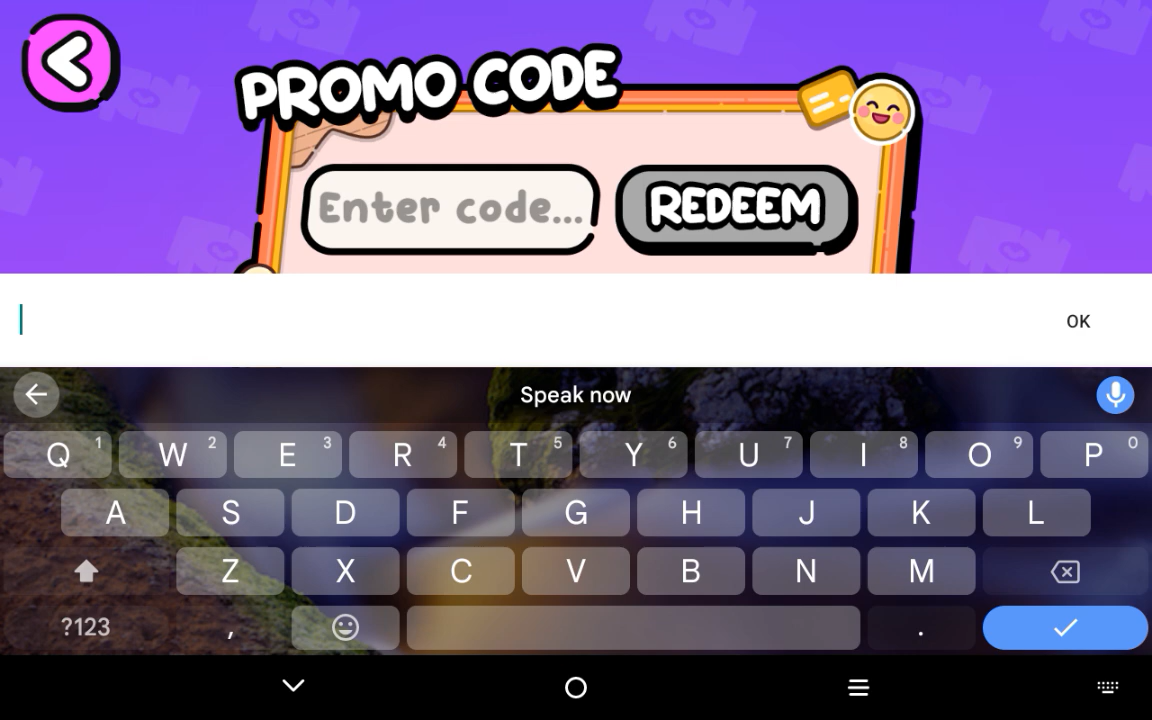 PROMO CODE
Enter code...
REDEEM
OK
Speak now
Q 1 W 2 E 3 R 4 T 5 Y 6 U 7 I 8 O 9 P 0
A S D F G H J K L
Z X C V B N M
?123 , .